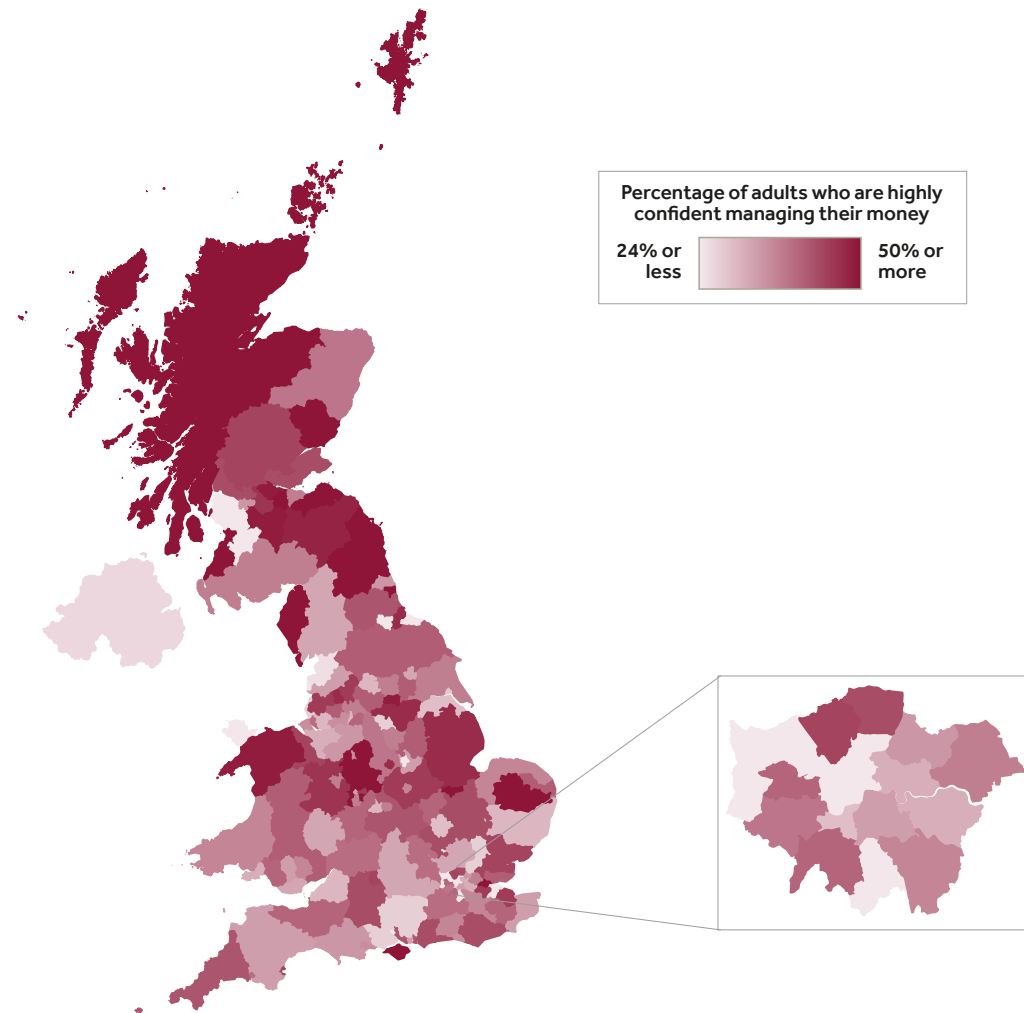 Percentage of adults who are highly
confident managing their money
24% or
less
50% or
more